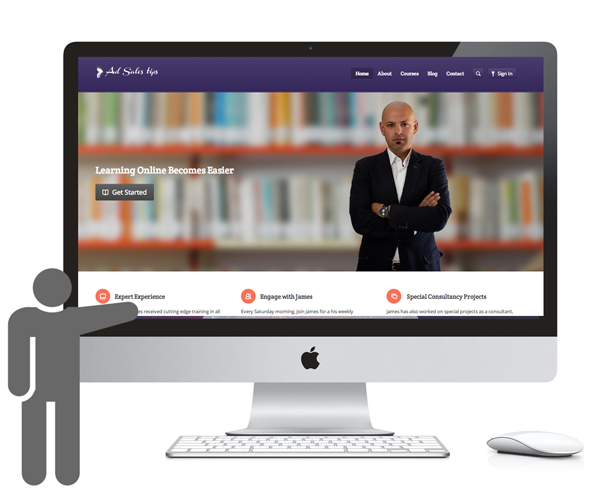 Ad Sales tips
Home About Courses Blog Contact Sign In
Learning Online Becomes Easier
Get Started
Expert Experience Engage with James Special Consultancy Projects
received cutting edge training in all Every Saturday morning, Join James for a his weekly James has also worked on special projects as a consultant,